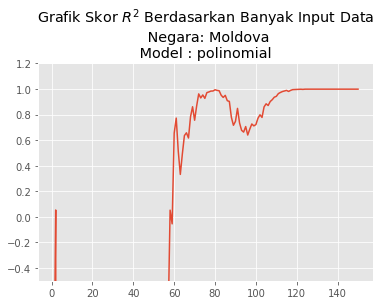 Grafik Skor R² Berdasarkan Banyak Input Data
Negara: Moldova
Model : polinomial
1.2
1.0
0.8
0.6
0.4
0.2
0.0
−0.2
−0.4
0 20 40 60 80 100 120 140